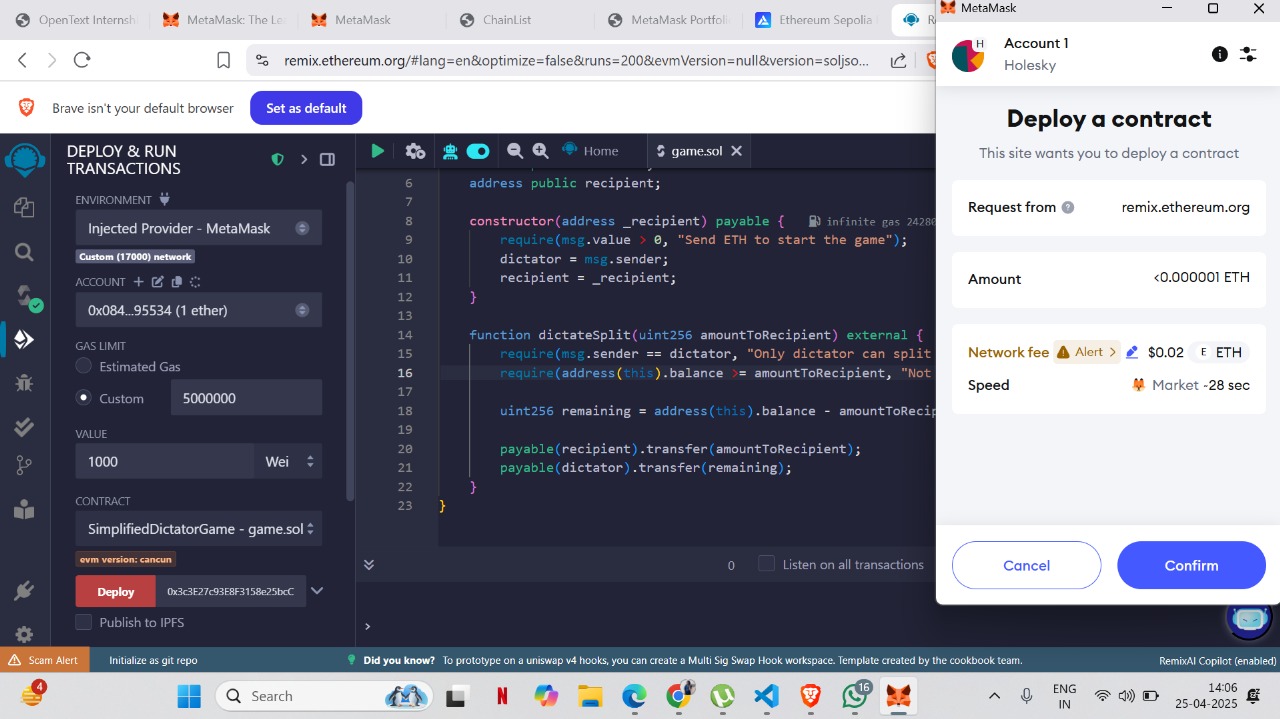 OpenText Internsh
MetaMask: The Lea
MetaMask
ChainList
MetaMask Portfoli
Ethereum Sepolia
remix.ethereum.org/#lang=en&optimize=false&runs=200&evmVersion=null&version=soljso...
Brave isn't your default browser
Set as default
DEPLOY & RUN
TRANSACTIONS
ENVIRONMENT
Injected Provider - MetaMask
Custom (17000) network
ACCOUNT
0x084...95534 (1 ether)
GAS LIMIT
Estimated Gas
Custom
5000000
VALUE
1000
Wei
CONTRACT
SimplifiedDictatorGame - game.sol
evm version: cancun
Deploy
0x3c3E27c93E8F3158e25bcC
Publish to IPFS
Home
game.sol
6 address public recipient;
7
8 constructor(address _recipient) payable { infinite gas 24280
9 require(msg.value > 0, "Send ETH to start the game");
10 dictator = msg.sender;
11 recipient = _recipient;
12 }
13
14 function dictateSplit(uint256 amountToRecipient) external {
15 require(msg.sender == dictator, "Only dictator can split
16 require(address(this).balance >= amountToRecipient, "Not
17
18 uint256 remaining = address(this).balance - amountToRecip
19
20 payable(recipient).transfer(amountToRecipient);
21 payable(dictator).transfer(remaining);
22 }
23 }
0
Listen on all transactions
>
MetaMask
H
Account 1
Holesky
Deploy a contract
This site wants you to deploy a contract
Request from ?
remix.ethereum.org
Amount
<0.000001 ETH
Network fee
Alert >
$0.02
E ETH
Speed
Market ~28 sec
Cancel
Confirm
Scam Alert
Initialize as git repo
Did you know? To prototype on a uniswap v4 hooks, you can create a Multi Sig Swap Hook workspace. Template created by the cookbook team.
RemixAI Copilot (enabled)
4
Search
16
ENG
IN
14:06
25-04-2025